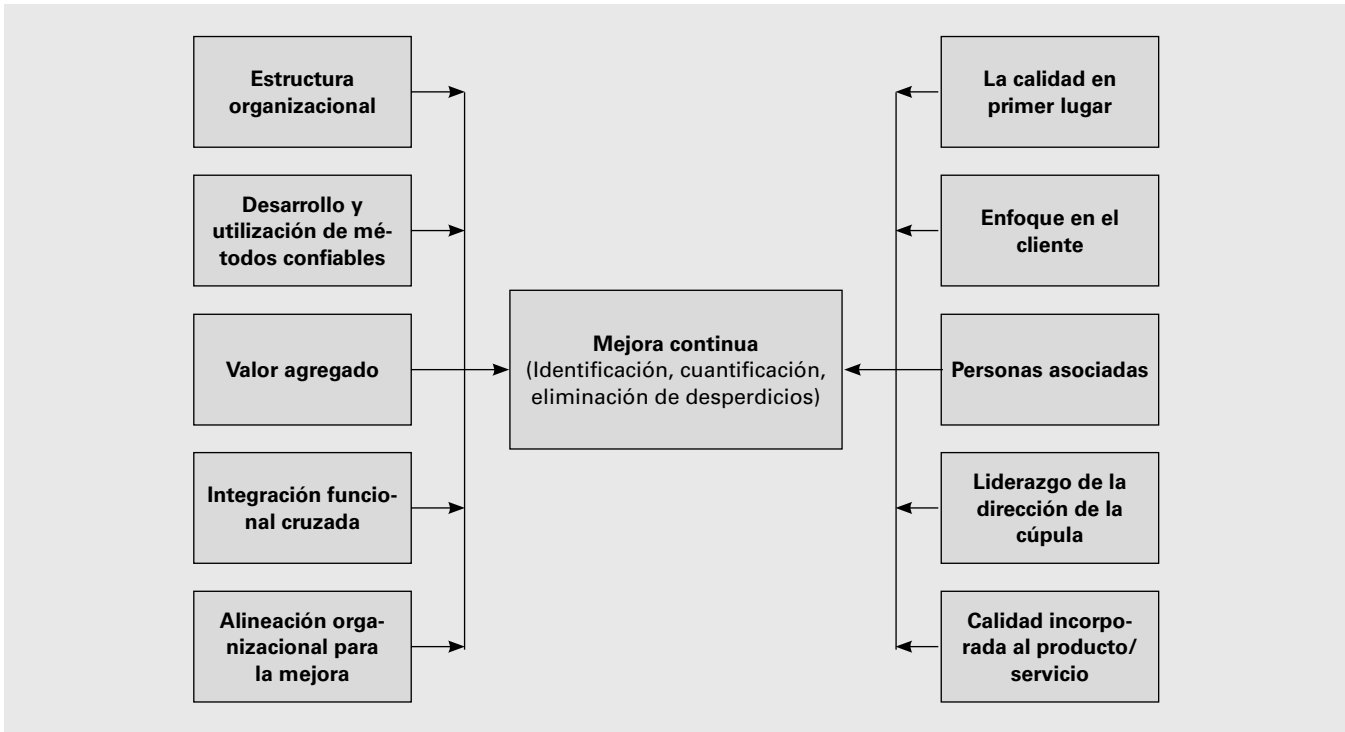 Estructura
organizacional
Desarrollo y
utilización de mé-
todos confiables
Valor agregado
Integración funcio-
nal cruzada
Alineación orga-
nizacional para
la mejora
Mejora continua
(Identificación, cuantificación,
eliminación de desperdicios)
La calidad en
primer lugar
Enfoque en el
cliente
Personas asociadas
Liderazgo de la
dirección de la
cúpula
Calidad incorpo-
rada al producto/
servicio